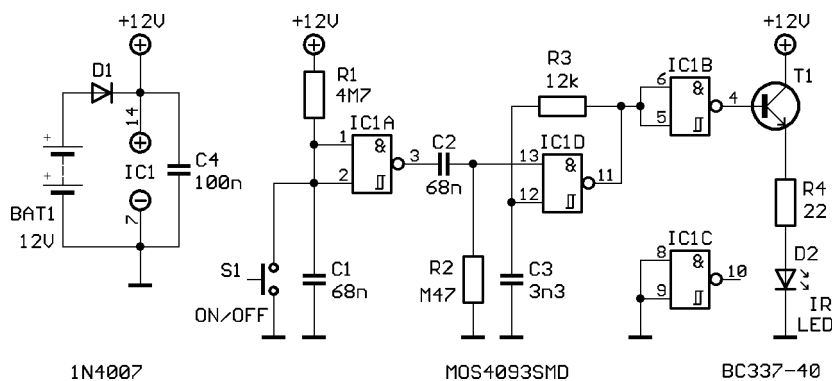 +12V
+12V
+12V
D1
14
+
+
BAT1
12V
IC1
7
C4
100n
R1
4M7
IC1A
1
2
&
3
C2
68n
S1
ON/OFF
C1
68n
R2
M47
R3
12k
IC1D
13
12
&
11
C3
3n3
IC1B
6
5
&
4
T1
R4
22
IC1C
8
9
&
10
D2
IR
LED
1N4007
MOS4093SMD
BC337-40